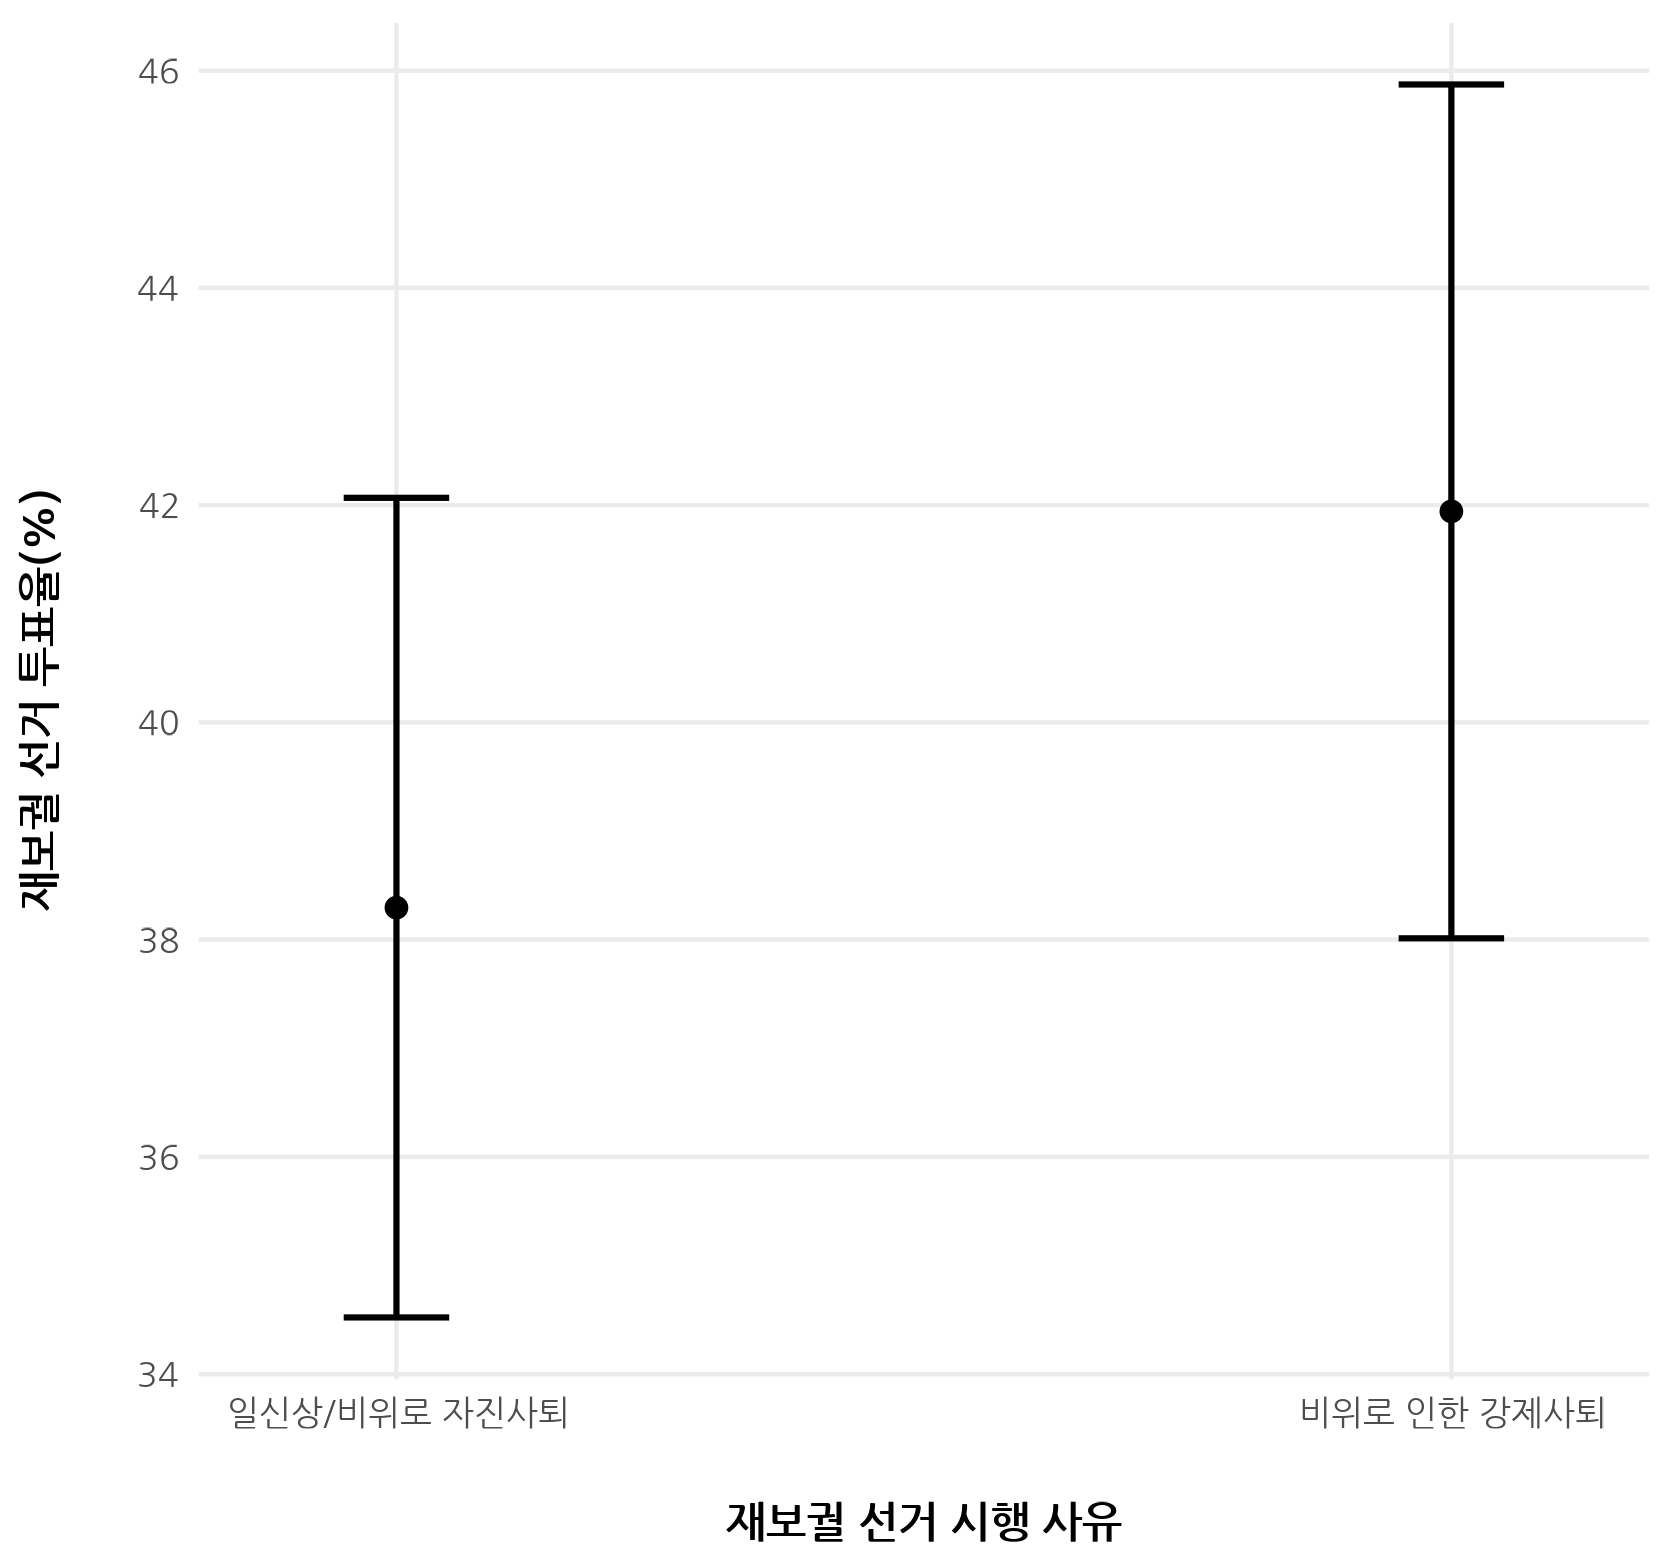 46
44
42
40
38
36
34
재보궐 선거 투표율(%)
일신상/비위로 자진사퇴
비위로 인한 강제사퇴
재보궐 선거 시행 사유